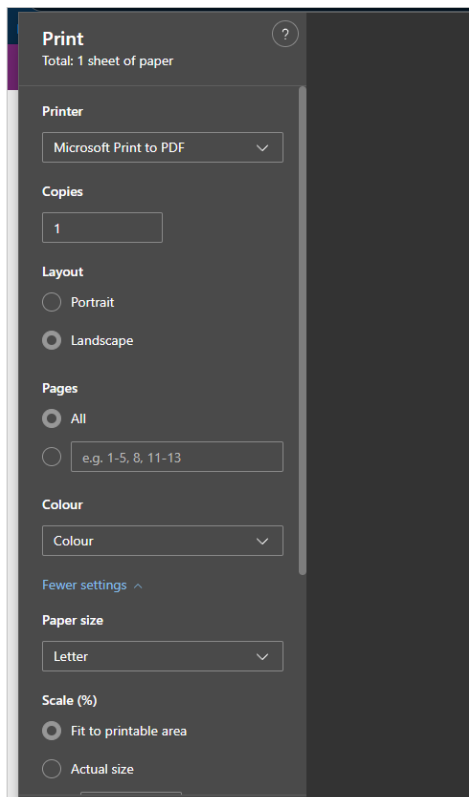 Print
?
Total: 1 sheet of paper
Printer
Microsoft Print to PDF
Copies
1
Layout
Portrait
Landscape
Pages
All
e.g. 1-5, 8, 11-13
Colour
Colour
Fewer settings
Paper size
Letter
Scale (%)
Fit to printable area
Actual size